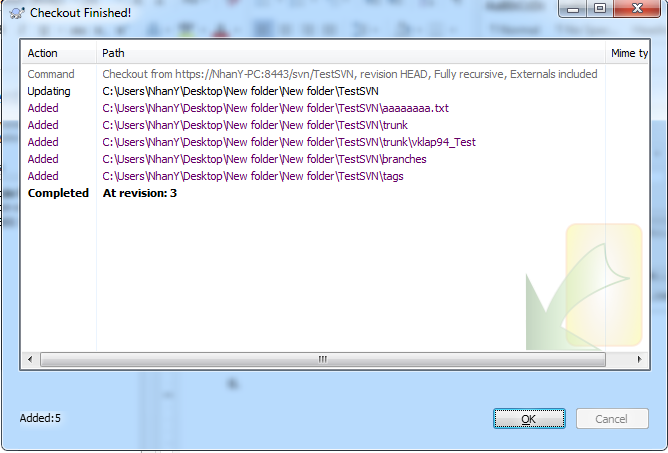 Checkout Finished!
Action Path Mime ty
Command Checkout from https://NhanY-PC:8443/svn/TestSVN, revision HEAD, Fully recursive, Externals included
Updating C:\Users\NhanY\Desktop\New folder\New folder\TestSVN
Added C:\Users\NhanY\Desktop\New folder\New folder\TestSVN\aaaaaaaa.txt
Added C:\Users\NhanY\Desktop\New folder\New folder\TestSVN\trunk
Added C:\Users\NhanY\Desktop\New folder\New folder\TestSVN\trunk\vklap94_Test
Added C:\Users\NhanY\Desktop\New folder\New folder\TestSVN\branches
Added C:\Users\NhanY\Desktop\New folder\New folder\TestSVN\tags
Completed At revision: 3
Added:5
OK Cancel